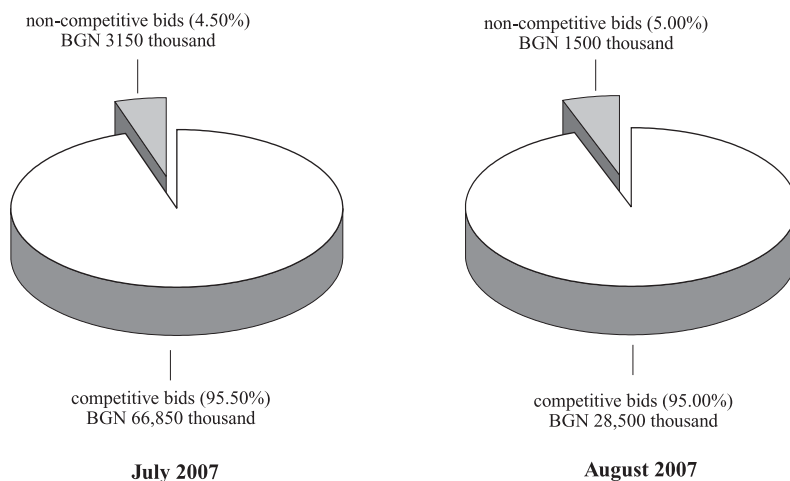 non-competitive bids (4.50%)
BGN 3150 thousand
competitive bids (95.50%)
BGN 66,850 thousand
July 2007
non-competitive bids (5.00%)
BGN 1500 thousand
competitive bids (95.00%)
BGN 28,500 thousand
August 2007